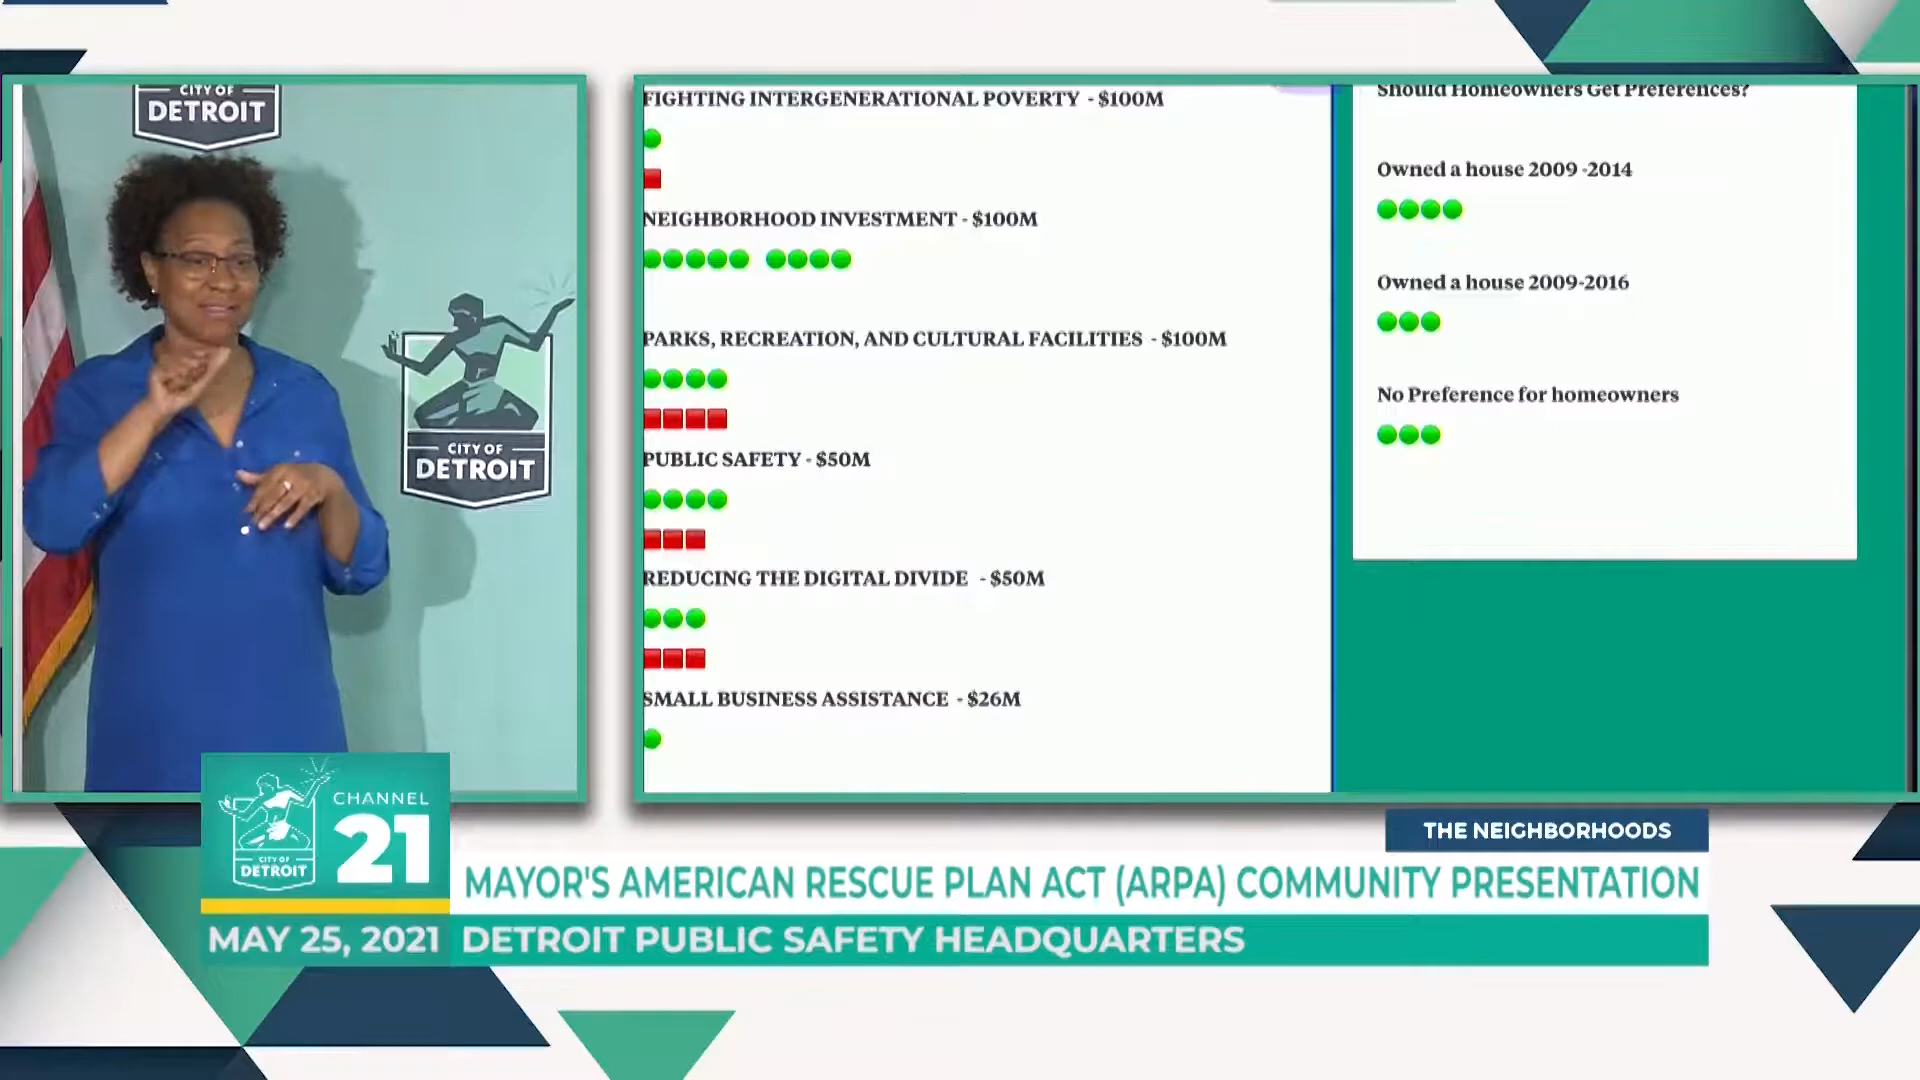 CITY OF
DETROIT
CITY OF
DETROIT
FIGHTING INTERGENERATIONAL POVERTY - $100M
NEIGHBORHOOD INVESTMENT - $100M
PARKS, RECREATION, AND CULTURAL FACILITIES - $100M
PUBLIC SAFETY - $50M
REDUCING THE DIGITAL DIVIDE - $50M
SMALL BUSINESS ASSISTANCE - $26M
Should Homeowners Get Preferences?
Owned a house 2009 -2014
Owned a house 2009-2016
No Preference for homeowners
THE NEIGHBORHOODS
CHANNEL
21
CITY OF
DETROIT
MAYOR'S AMERICAN RESCUE PLAN ACT (ARPA) COMMUNITY PRESENTATION
MAY 25, 2021
DETROIT PUBLIC SAFETY HEADQUARTERS